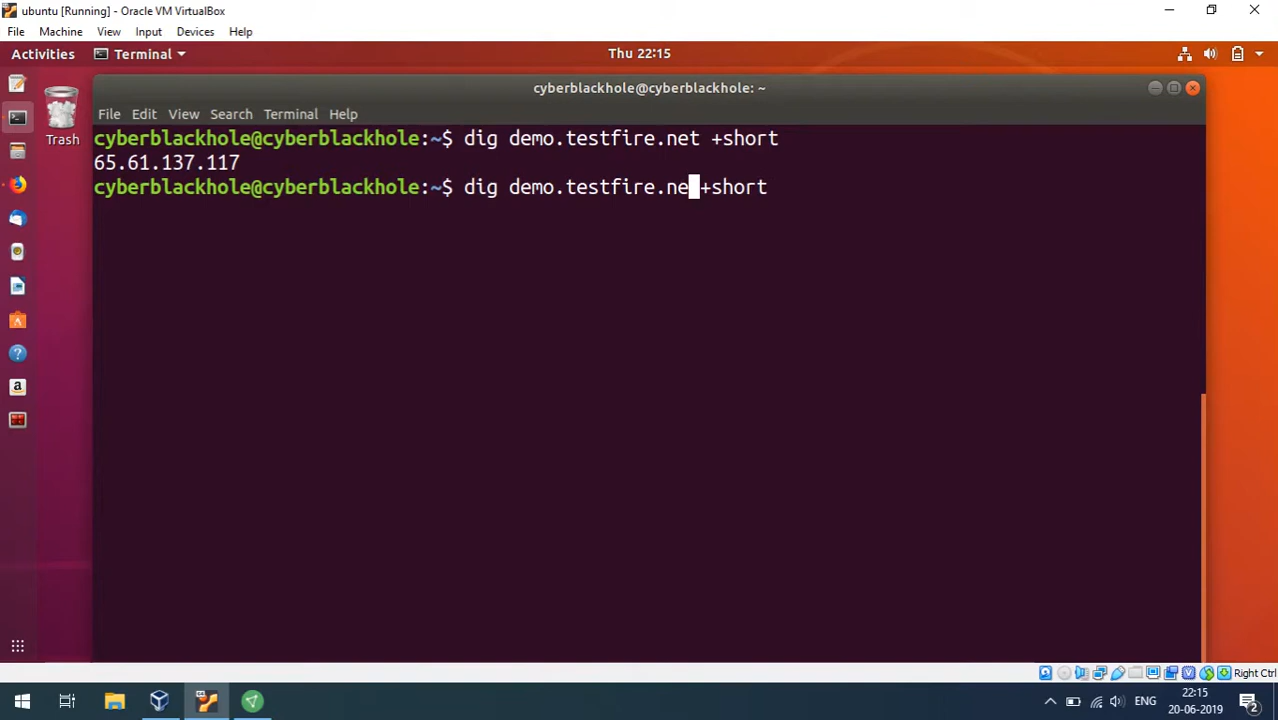 ubuntu [Running] - Oracle VM VirtualBox
File Machine View Input Devices Help
Activities Terminal Thu 22:15
cyberblackhole@cyberblackhole: ~
Trash
File Edit View Search Terminal Help
cyberblackhole@cyberblackhole:~$ dig demo.testfire.net +short
65.61.137.117
cyberblackhole@cyberblackhole:~$ dig demo.testfire.ne +short
a
Right Ctrl
ENG
22:15
20-06-2019
2